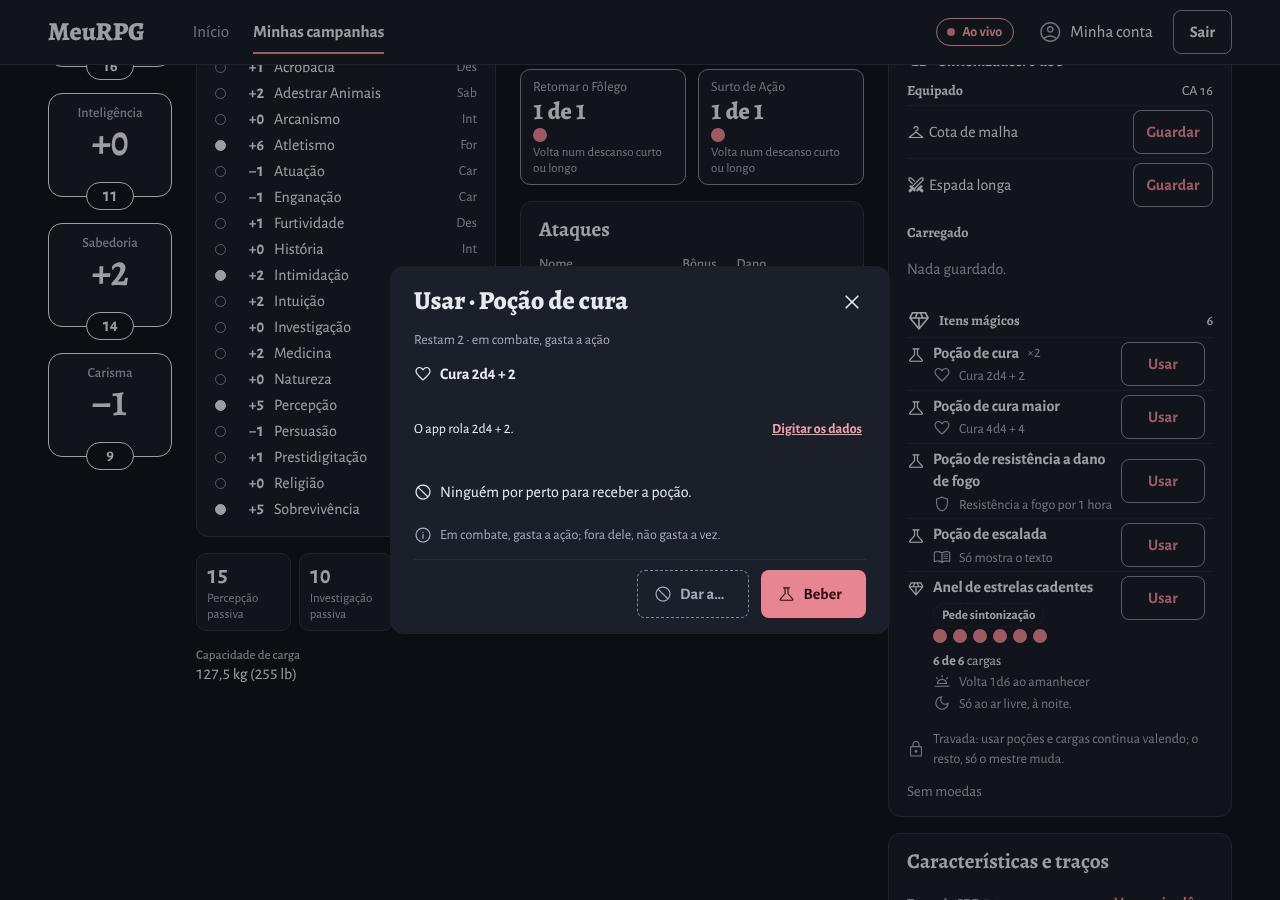 MeuRPG
Início
Minhas campanhas
Ao vivo
Minha conta
Sair
16
Inteligência
+0
11
Sabedoria
+2
14
Carisma
−1
9
+1 Acrobacia Des
+2 Adestrar Animais Sab
+0 Arcanismo Int
+6 Atletismo For
−1 Atuação Car
−1 Enganação Car
+1 Furtividade Des
+0 História Int
+2 Intimidação
+2 Intuição
+0 Investigação
+2 Medicina
+0 Natureza
+5 Percepção
−1 Persuasão
+1 Prestidigitação
+0 Religião
+5 Sobrevivência
15
Percepção
passiva
10
Investigação
passiva
Capacidade de carga
127,5 kg (255 lb)
Retomar o Fôlego
1 de 1
Volta num descanso curto
ou longo
Surto de Ação
1 de 1
Volta num descanso curto
ou longo
Ataques
Nome Bônus Dano
Usar · Poção de cura
Restam 2 · em combate, gasta a ação
Cura 2d4 + 2
O app rola 2d4 + 2.
Digitar os dados
Ninguém por perto para receber a poção.
Em combate, gasta a ação; fora dele, não gasta a vez.
Dar a…
Beber
Equipado CA 16
Cota de malha Guardar
Espada longa Guardar
Carregado
Nada guardado.
Itens mágicos 6
Poção de cura ×2
Cura 2d4 + 2
Usar
Poção de cura maior
Cura 4d4 + 4
Usar
Poção de resistência a dano
de fogo
Resistência a fogo por 1 hora
Usar
Poção de escalada
Só mostra o texto
Usar
Anel de estrelas cadentes
Pede sintonização
6 de 6 cargas
Volta 1d6 ao amanhecer
Só ao ar livre, à noite.
Usar
Travada: usar poções e cargas continua valendo; o
resto, só o mestre muda.
Sem moedas
Características e traços